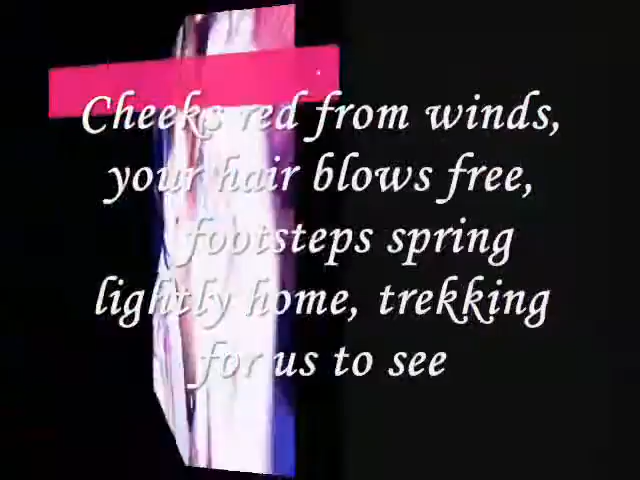 Cheeks red from winds,
your hair blows free,
footsteps spring
lightly home, trekking
for us to see